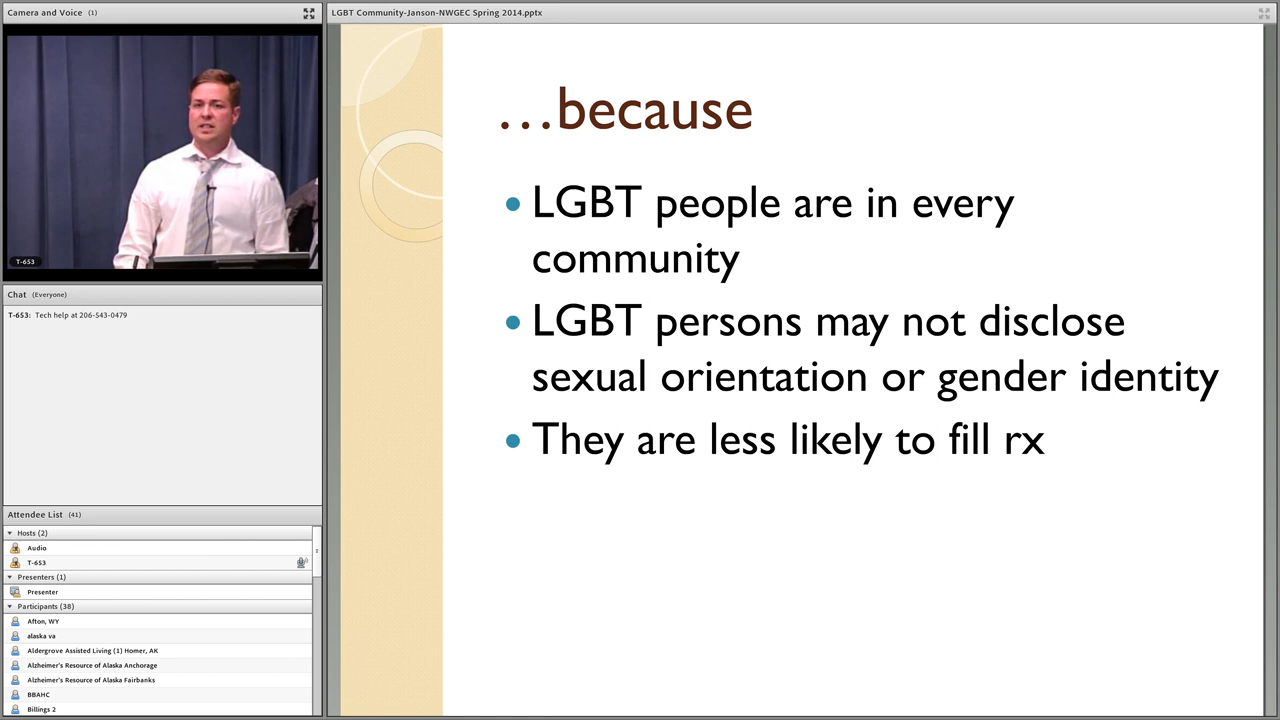 Camera and Voice (1)
T-653
Chat (Everyone)
T-653: Tech help at 206-543-0479
Attendee List (41)
Hosts (2)
Audio
T-653
Presenters (1)
Presenter
Participants (38)
Afton, WY
alaska va
Aldergrove Assisted Living (1) Homer, AK
Alzheimer's Resource of Alaska Anchorage
Alzheimer's Resource of Alaska Fairbanks
BBAHC
Billings 2
LGBT Community-Janson-NWGEC Spring 2014.pptx
...because
• LGBT people are in every
community
• LGBT persons may not disclose
sexual orientation or gender identity
• They are less likely to fill rx